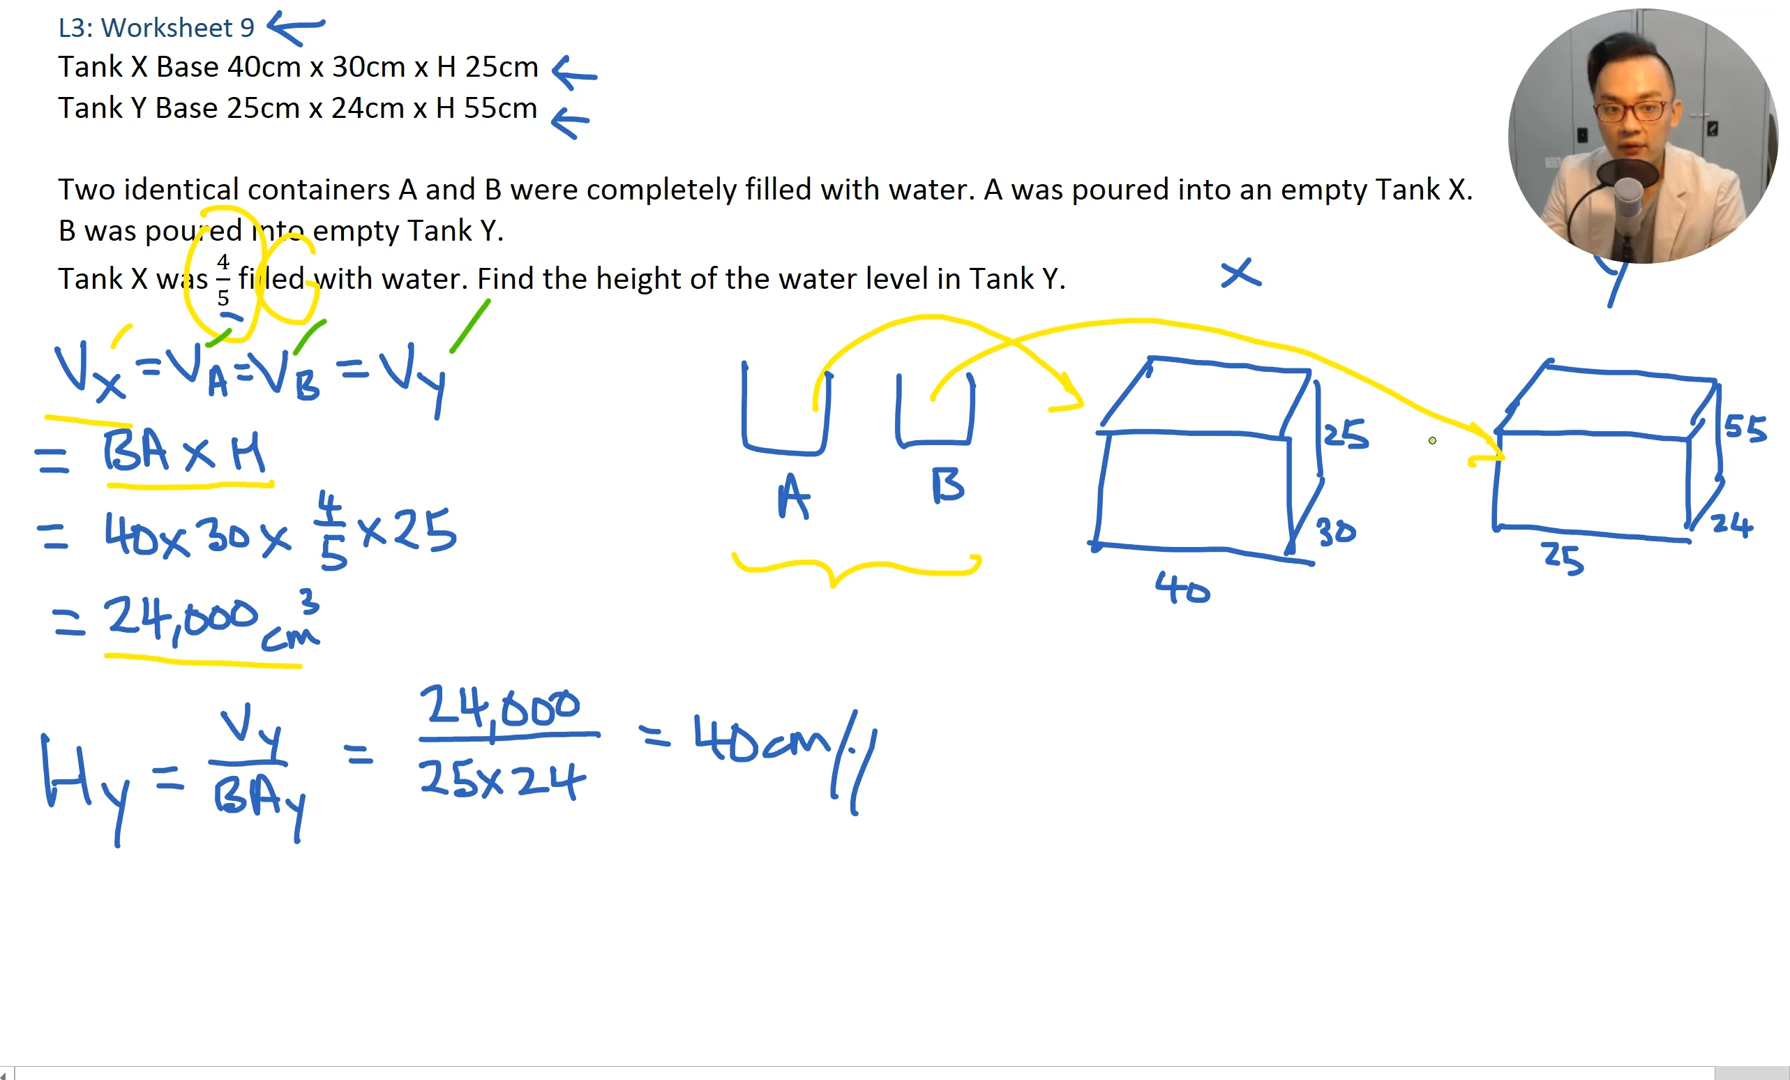 L3: Worksheet 9
Tank X Base 40cm x 30cm x H 25cm
Tank Y Base 25cm x 24cm x H 55cm
Two identical containers A and B were completely filled with water. A was poured into an empty Tank X.
B was poured into empty Tank Y.
Tank X was 4/5 filled with water. Find the height of the water level in Tank Y.
X
Y
Vx = VA = VB = Vy
= BA x H
= 40 x 30 x 4/5 x 25
= 24,000 cm³
Hy = Vy/BAy = 24,000/25x24 = 40cm//
A
B
25
30
40
55
24
25